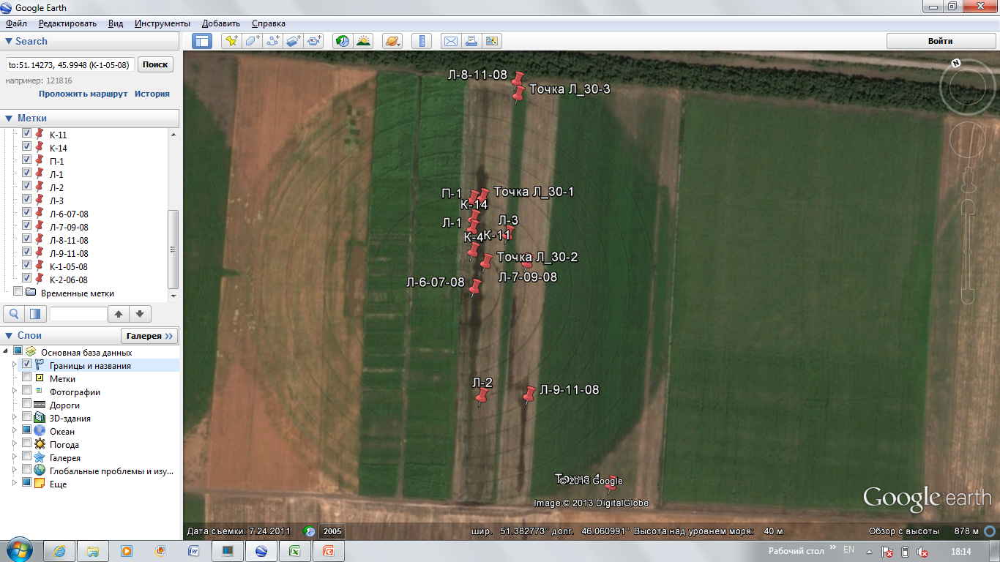 Google Earth
Файл Редактировать Вид Инструменты Добавить Справка
Search
Войти
to:51.14273, 45.9948 (K-1-05-08) Поиск
например: 121816
Проложить маршрут История
Метки
К-11
К-14
П-1
Л-1
Л-2
Л-3
Л-6-07-08
Л-7-09-08
Л-8-11-08
Л-9-11-08
К-1-05-08
К-2-06-08
Временные метки
Слои
Галерея »
Основная база данных
Границы и названия
Метки
Фотографии
Дороги
3D-здания
Океан
Погода
Галерея
Глобальные проблемы и изу...
Еще
N
Л-8-11-08
Точка Л_30-3
П-1
Точка Л_30-1
К-14
Л-1
Л-3
К-4
К-11
Точка Л_30-2
Л-6-07-08
Л-7-09-08
Л-2
Л-9-11-08
© 2013 Google
Image © 2013 DigitalGlobe
Google earth
Дата съемки: 7.24.2011 2005 шир. 51.382773° долг. 46.060991° Высота над уровнем моря: 40 м Обзор с высоты 878 м
Рабочий стол » EN 18:14